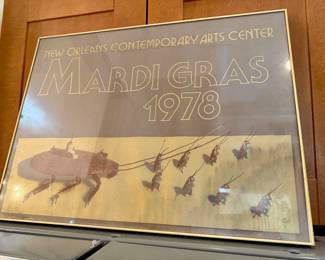 NEW ORLEANS CONTEMPORARY ARTS CENTER
MARDI GRAS
1978